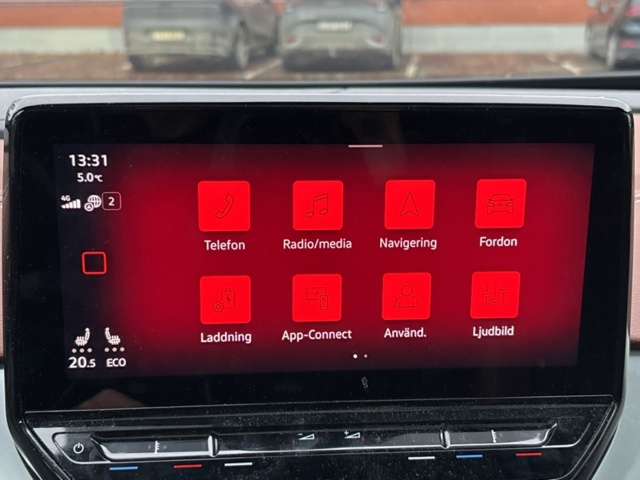 13:31
5.0°C
4G 2
Telefon Radio/media Navigering Fordon
Laddning App-Connect Använd. Ljudbild
20.5 ECO